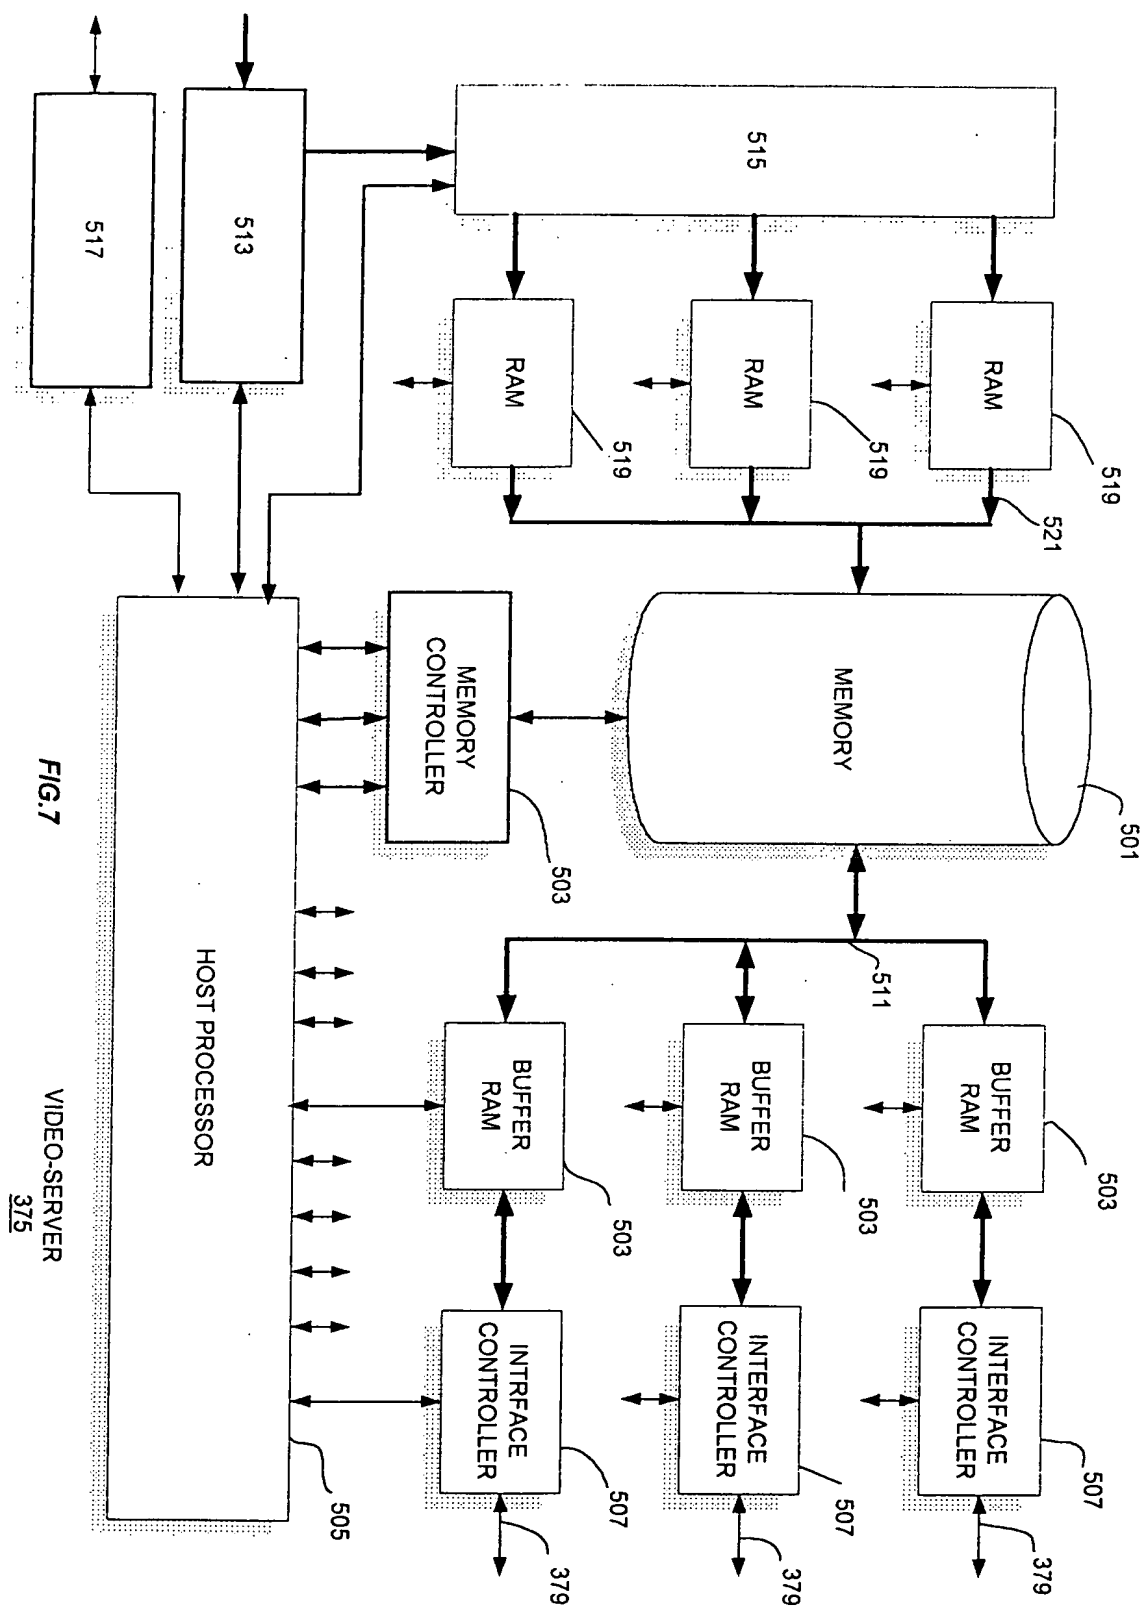 501
519
503
507
521
379
RAM
BUFFER
RAM
INTERFACE
CONTROLLER
519
511
503
507
MEMORY
379
515
RAM
BUFFER
RAM
INTERFACE
CONTROLLER
519
503
503
507
379
RAM
BUFFER
RAM
INTRFACE
CONTROLLER
MEMORY
CONTROLLER
505
513
HOST PROCESSOR
517
FIG.7
VIDEO-SERVER
375